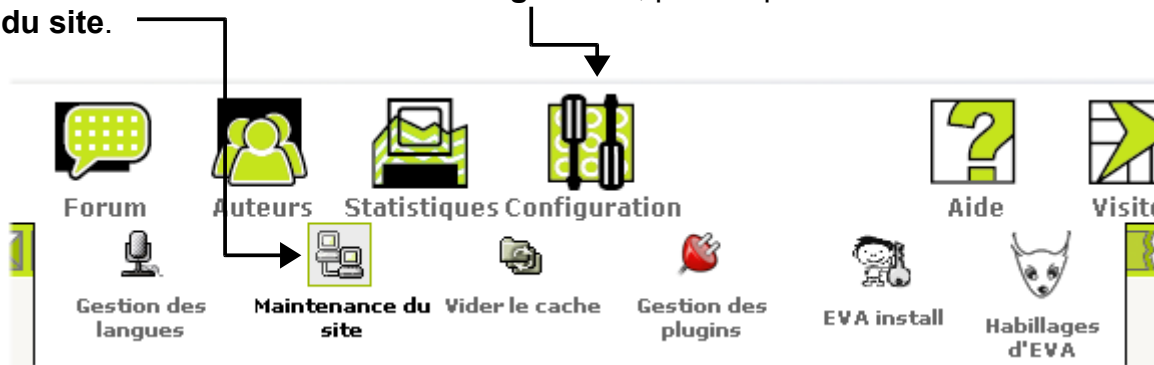 du site.
Forum Auteurs Statistiques Configuration Aide
Gestion des langues
Maintenance du site
Vider le cache
Gestion des plugins
EVA install
Habillages d'EVA